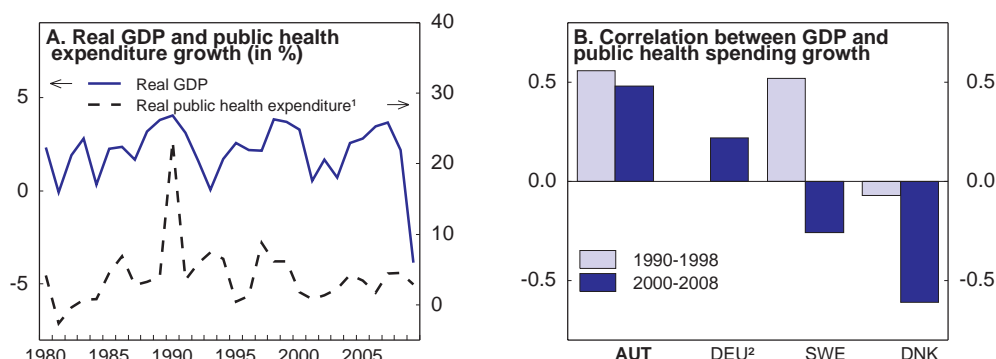 A. Real GDP and public health
expenditure growth (in %)
Real GDP
Real public health expenditure¹
5
0
-5
40
30
20
10
0
1980 1985 1990 1995 2000 2005
B. Correlation between GDP and
public health spending growth
0.5
0.0
-0.5
0.5
0.0
-0.5
1990-1998
2000-2008
AUT DEU² SWE DNK